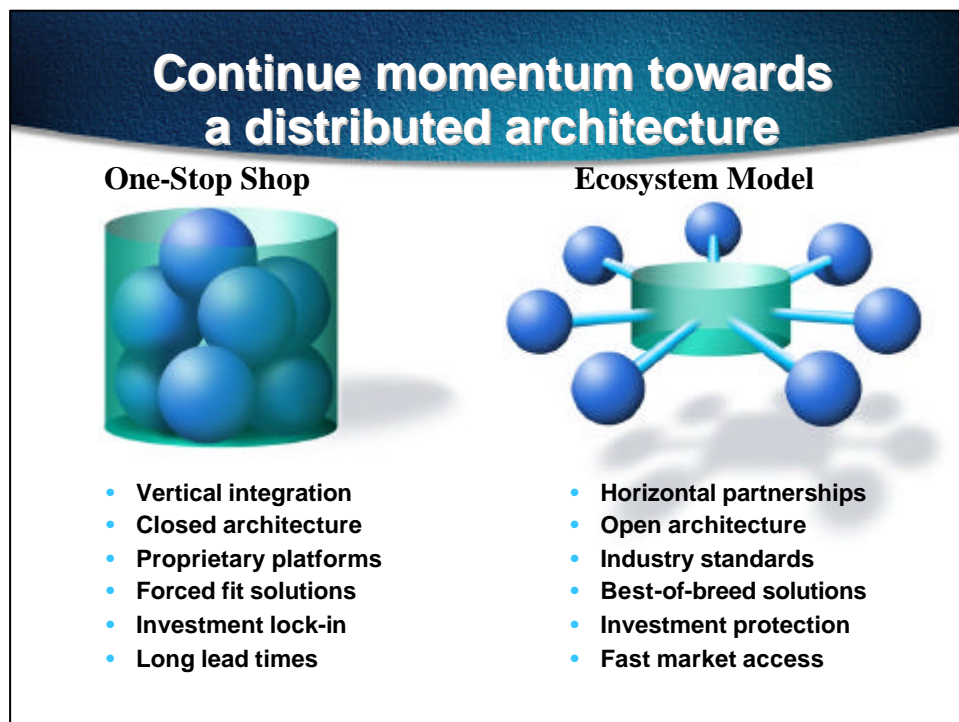 Continue momentum towards
a distributed architecture
One-Stop Shop
Ecosystem Model
• Vertical integration
• Closed architecture
• Proprietary platforms
• Forced fit solutions
• Investment lock-in
• Long lead times
• Horizontal partnerships
• Open architecture
• Industry standards
• Best-of-breed solutions
• Investment protection
• Fast market access